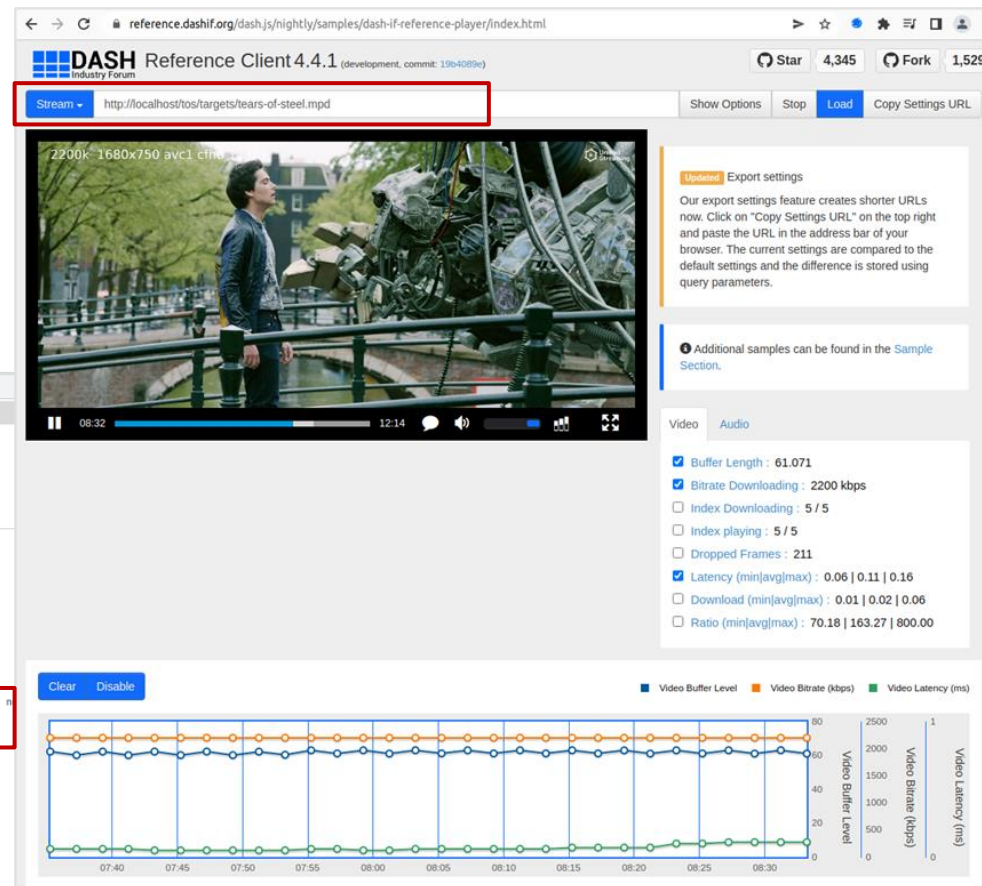 reference.dashif.org/dash.js/nightly/samples/dash-if-reference-player/index.html
DASH
Industry Forum
Reference Client 4.4.1 (development, commit: 19b4089e)
Star 4,345 Fork 1,529
Stream http://localhost/tos/targets/tears-of-steel.mpd Show Options Stop Load Copy Settings URL
2200k 1680x750 avc1
Updated Export settings
Our export settings feature creates shorter URLs
now. Click on "Copy Settings URL" on the top right
and paste the URL in the address bar of your
browser. The current settings are compared to the
default settings and the difference is stored using
query parameters.
Additional samples can be found in the Sample
Section.
08:32 12:14
Video Audio
Buffer Length : 61.071
Bitrate Downloading : 2200 kbps
Index Downloading : 5 / 5
Index playing : 5 / 5
Dropped Frames : 211
Latency (min|avg|max) : 0.06 | 0.11 | 0.16
Download (min|avg|max) : 0.01 | 0.02 | 0.06
Ratio (min|avg|max) : 70.18 | 163.27 | 800.00
n
Clear Disable
Video Buffer Level Video Bitrate (kbps) Video Latency (ms)
80 2500 1
60 2000
1500
40 1000
20 500
0 0 0
Video Buffer Level
Video Bitrate (kbps)
Video Latency (ms)
07:40 07:45 07:50 07:55 08:00 08:05 08:10 08:15 08:20 08:25 08:30